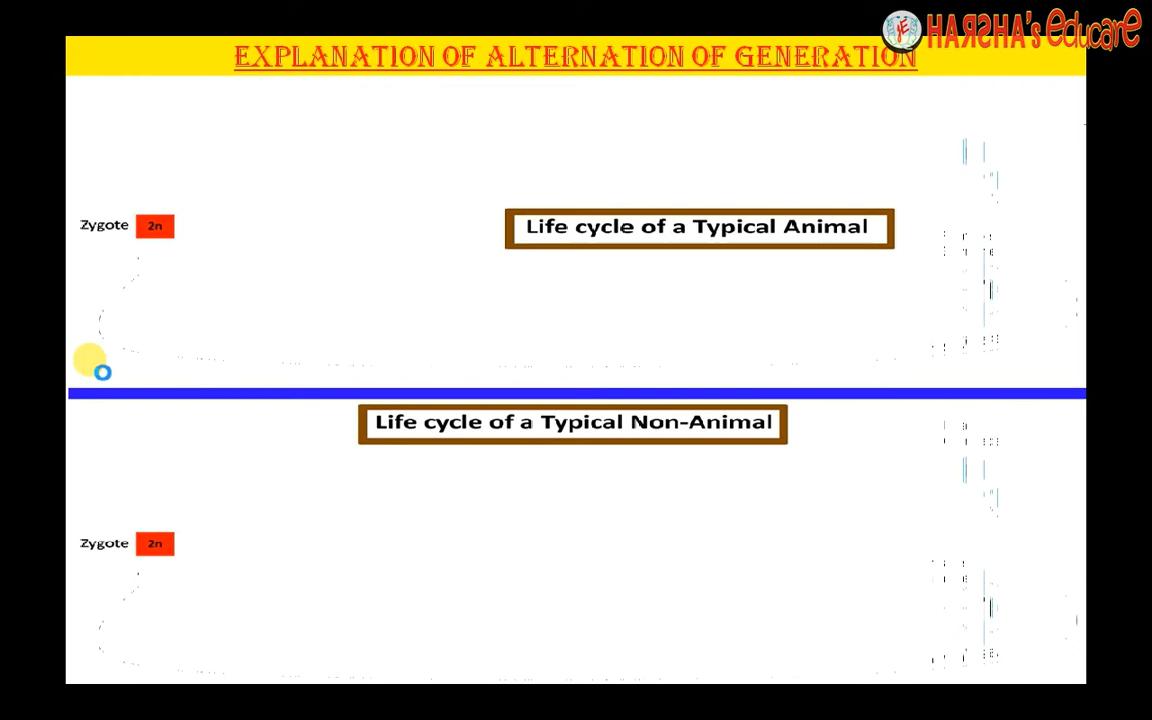 HARSHA's Educare
EXPLANATION OF ALTERNATION OF GENERATION
Zygote 2n
Life cycle of a Typical Animal
Life cycle of a Typical Non-Animal
Zygote 2n